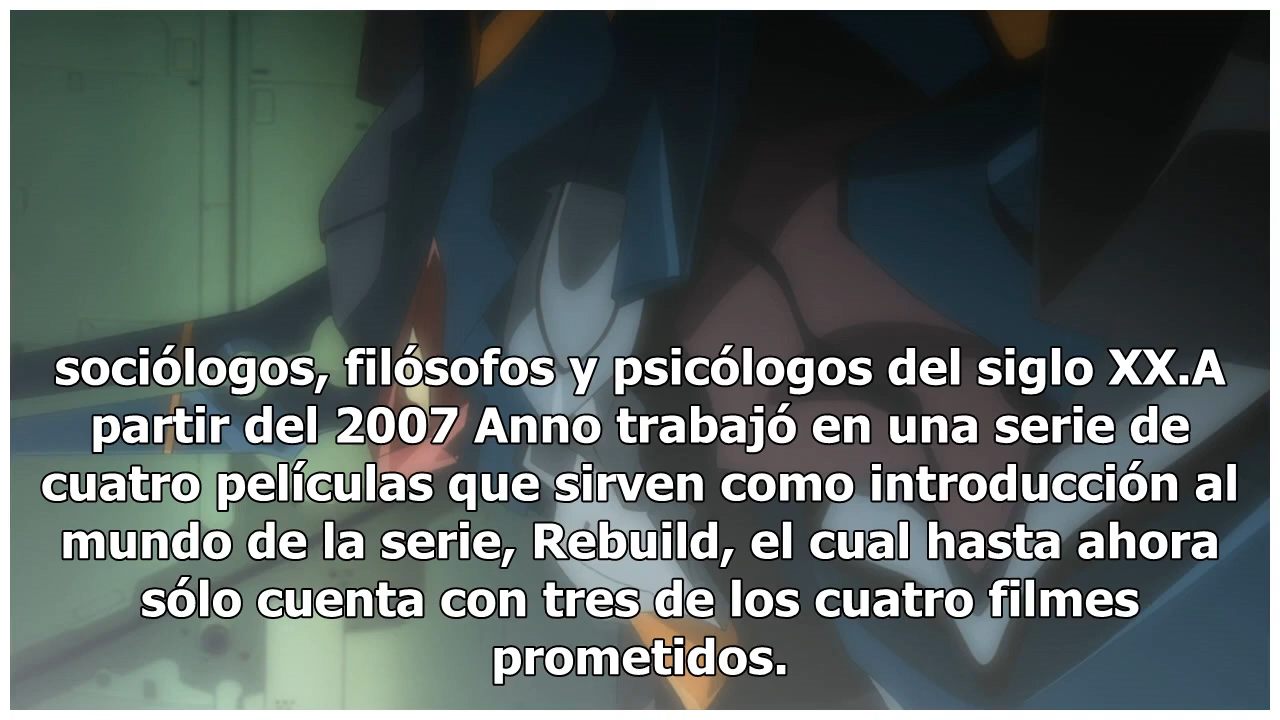 sociólogos, filósofos y psicólogos del siglo XX.A
partir del 2007 Anno trabajó en una serie de
cuatro películas que sirven como introducción al
mundo de la serie, Rebuild, el cual hasta ahora
sólo cuenta con tres de los cuatro filmes
prometidos.